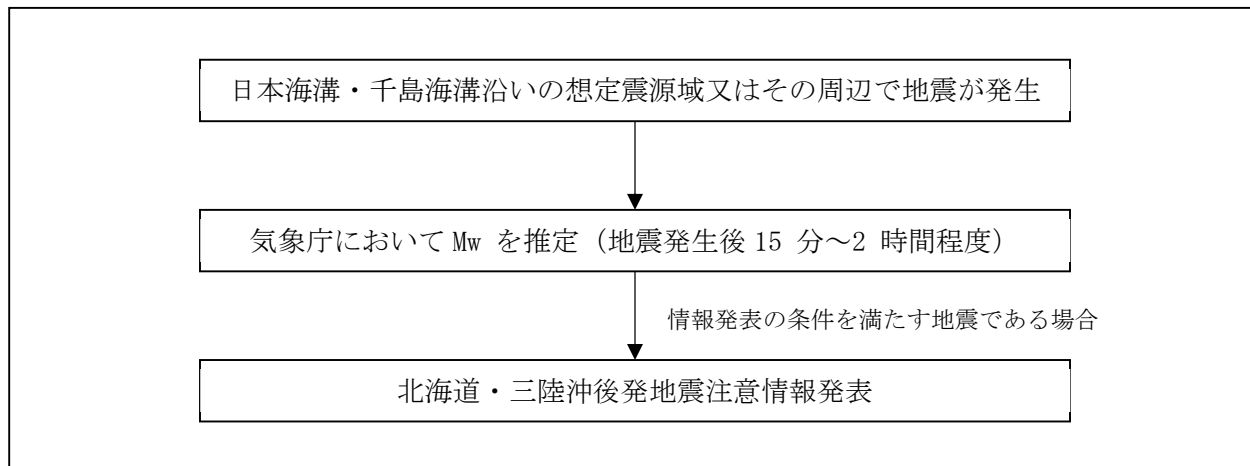 日本海溝・千島海溝沿いの想定震源域又はその周辺で地震が発生
気象庁において Mw を推定（地震発生後 15 分～2 時間程度）
情報発表の条件を満たす地震である場合
北海道・三陸沖後発地震注意情報発表